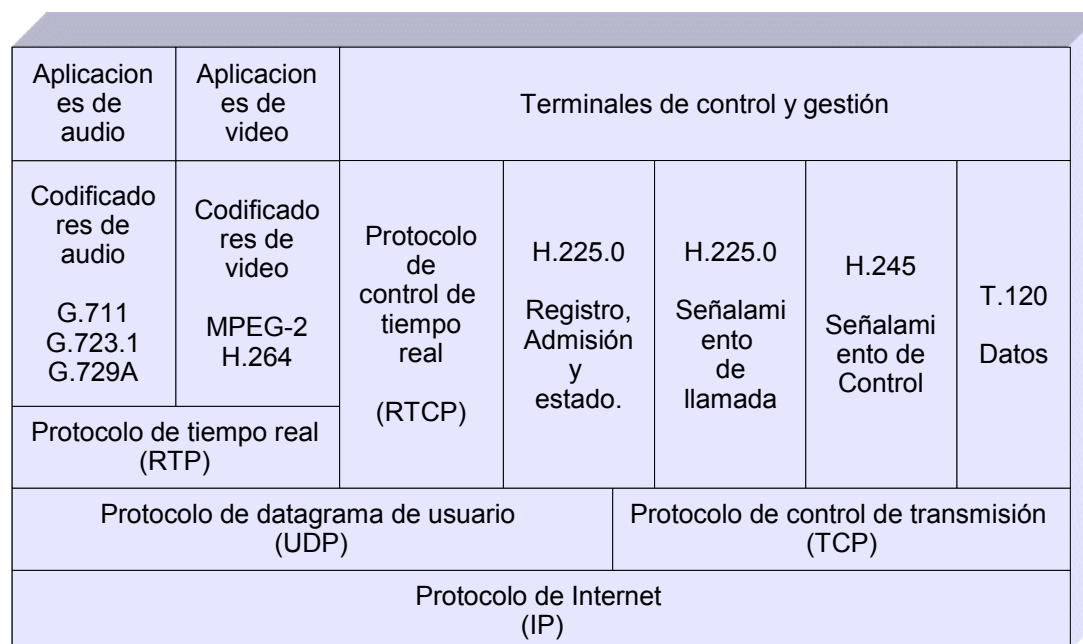 Aplicacion
es de
audio
Aplicacion
es de
video
Terminales de control y gestión
Codificado
res de
audio
G.711
G.723.1
G.729A
Codificado
res de
video
MPEG-2
H.264
Protocolo
de
control de
tiempo
real
(RTCP)
H.225.0
Registro,
Admisión
y
estado.
H.225.0
Señalami
ento
de
llamada
H.245
Señalami
ento de
Control
T.120
Datos
Protocolo de tiempo real
(RTP)
Protocolo de datagrama de usuario
(UDP)
Protocolo de control de transmisión
(TCP)
Protocolo de Internet
(IP)